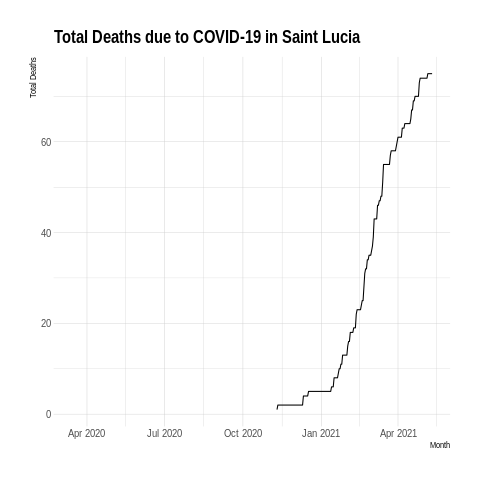 Total Deaths due to COVID-19 in Saint Lucia
Total Deaths
60
40
20
0
Apr 2020
Jul 2020
Oct 2020
Jan 2021
Apr 2021
Month